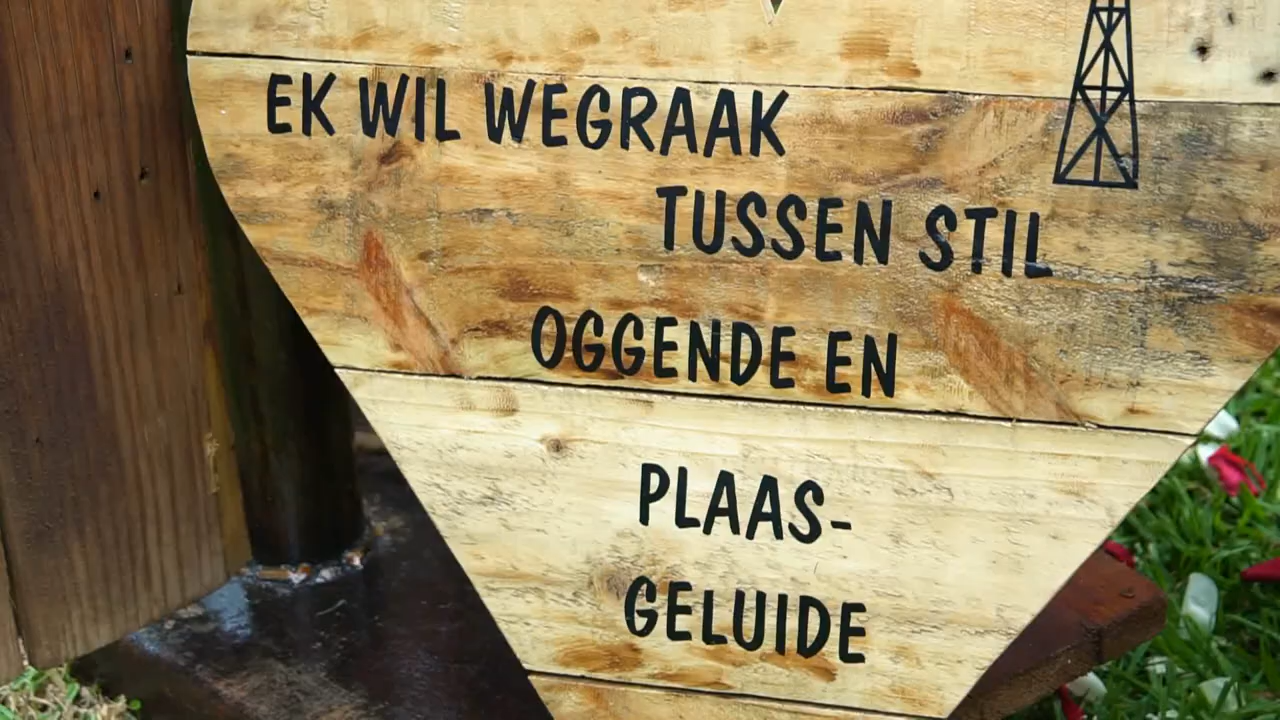 EK WIL WEGRAAK
TUSSEN STIL
OGGENDE EN
PLAAS-
GELUIDE